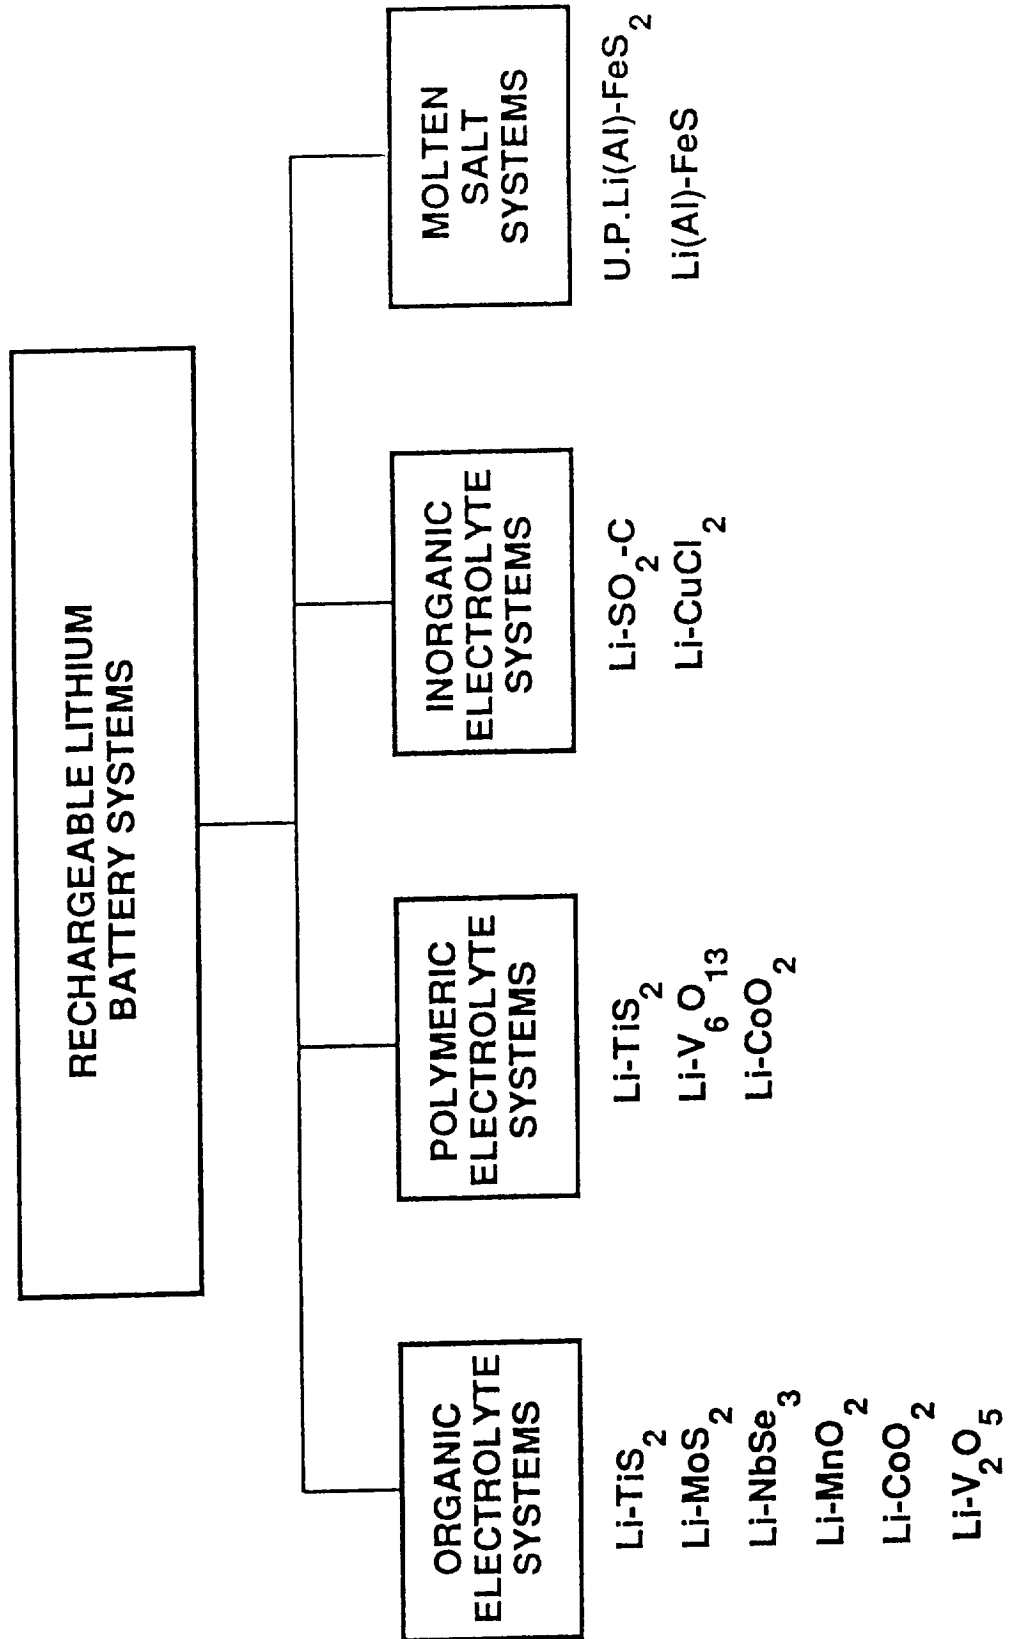 RECHARGEABLE LITHIUM
BATTERY SYSTEMS
ORGANIC
ELECTROLYTE
SYSTEMS
Li-TiS2
Li-MoS2
Li-NbSe3
Li-MnO2
Li-CoO2
Li-V2O5
POLYMERIC
ELECTROLYTE
SYSTEMS
Li-TiS2
Li-V6O13
Li-CoO2
INORGANIC
ELECTROLYTE
SYSTEMS
Li-SO2-C
Li-CuCl2
MOLTEN
SALT
SYSTEMS
U.P.Li(Al)-FeS2
Li(Al)-FeS